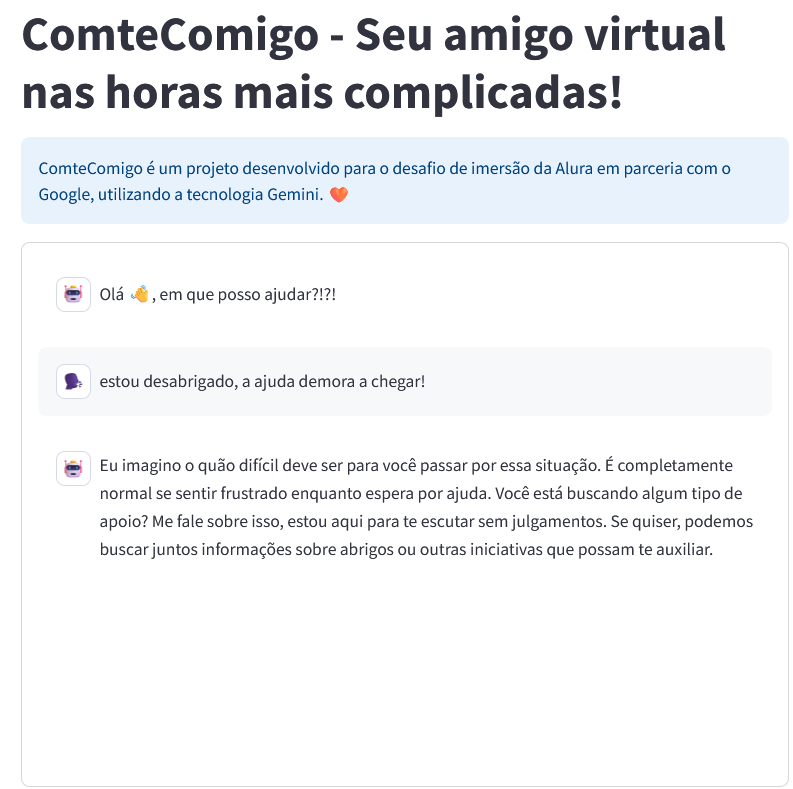 ComteComigo - Seu amigo virtual
nas horas mais complicadas!
ComteComigo é um projeto desenvolvido para o desafio de imersão da Alura em parceria com o
Google, utilizando a tecnologia Gemini. ❤️
Olá 👋, em que posso ajudar?!?!
estou desabrigado, a ajuda demora a chegar!
Eu imagino o quão difícil deve ser para você passar por essa situação. É completamente
normal se sentir frustrado enquanto espera por ajuda. Você está buscando algum tipo de
apoio? Me fale sobre isso, estou aqui para te escutar sem julgamentos. Se quiser, podemos
buscar juntos informações sobre abrigos ou outras iniciativas que possam te auxiliar.